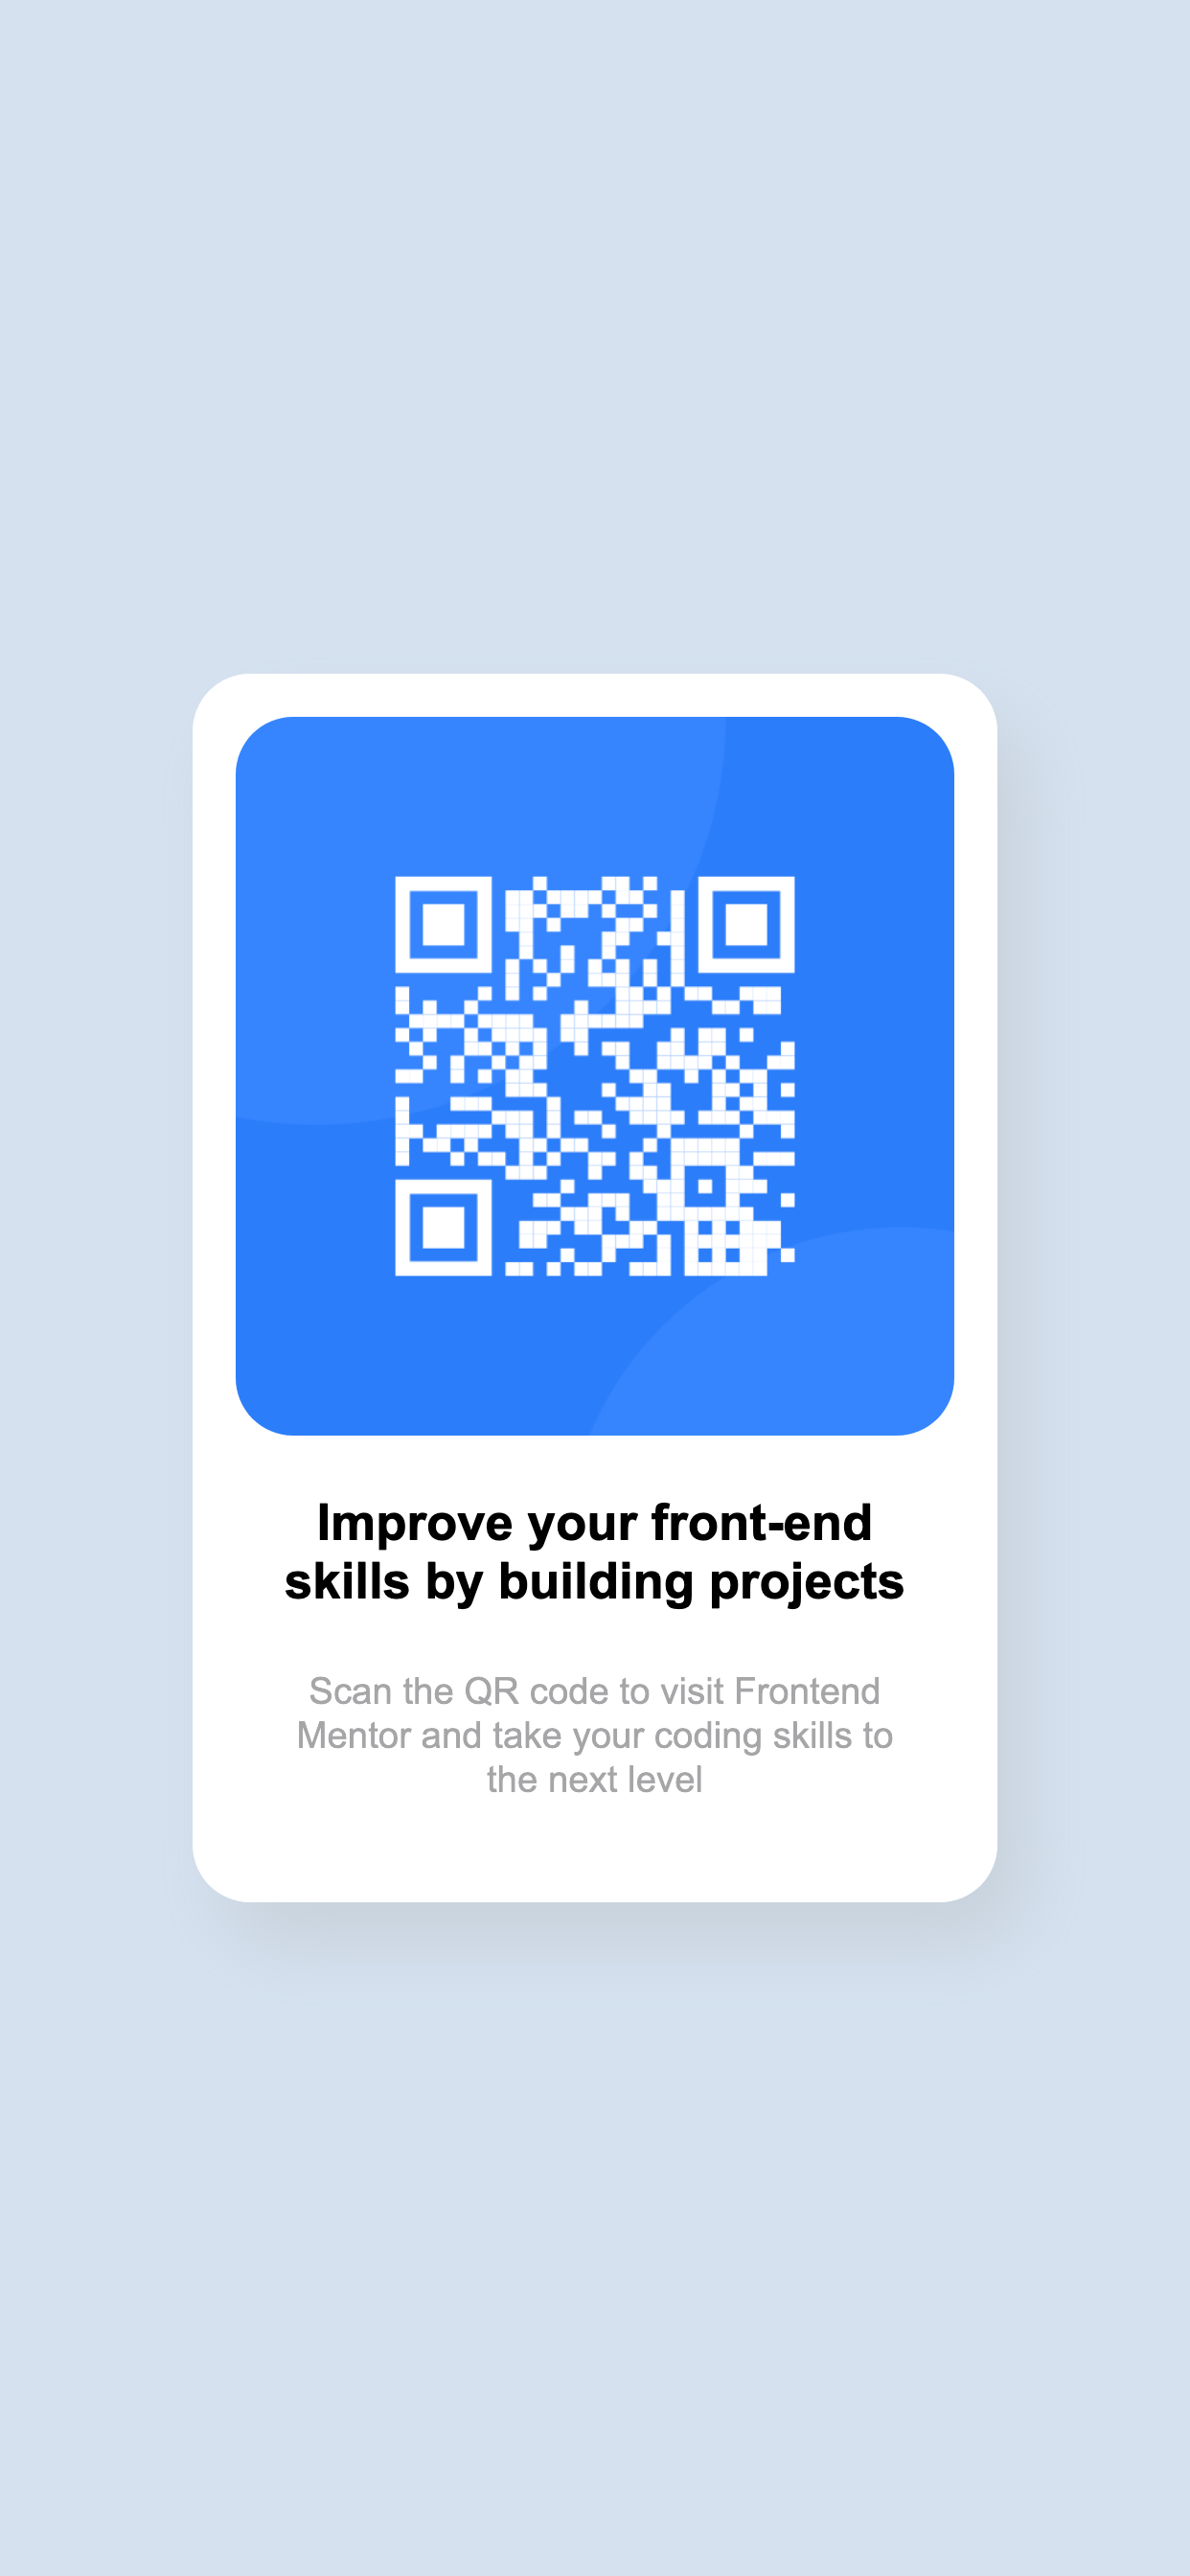 Improve your front-end
skills by building projects
Scan the QR code to visit Frontend
Mentor and take your coding skills to
the next level